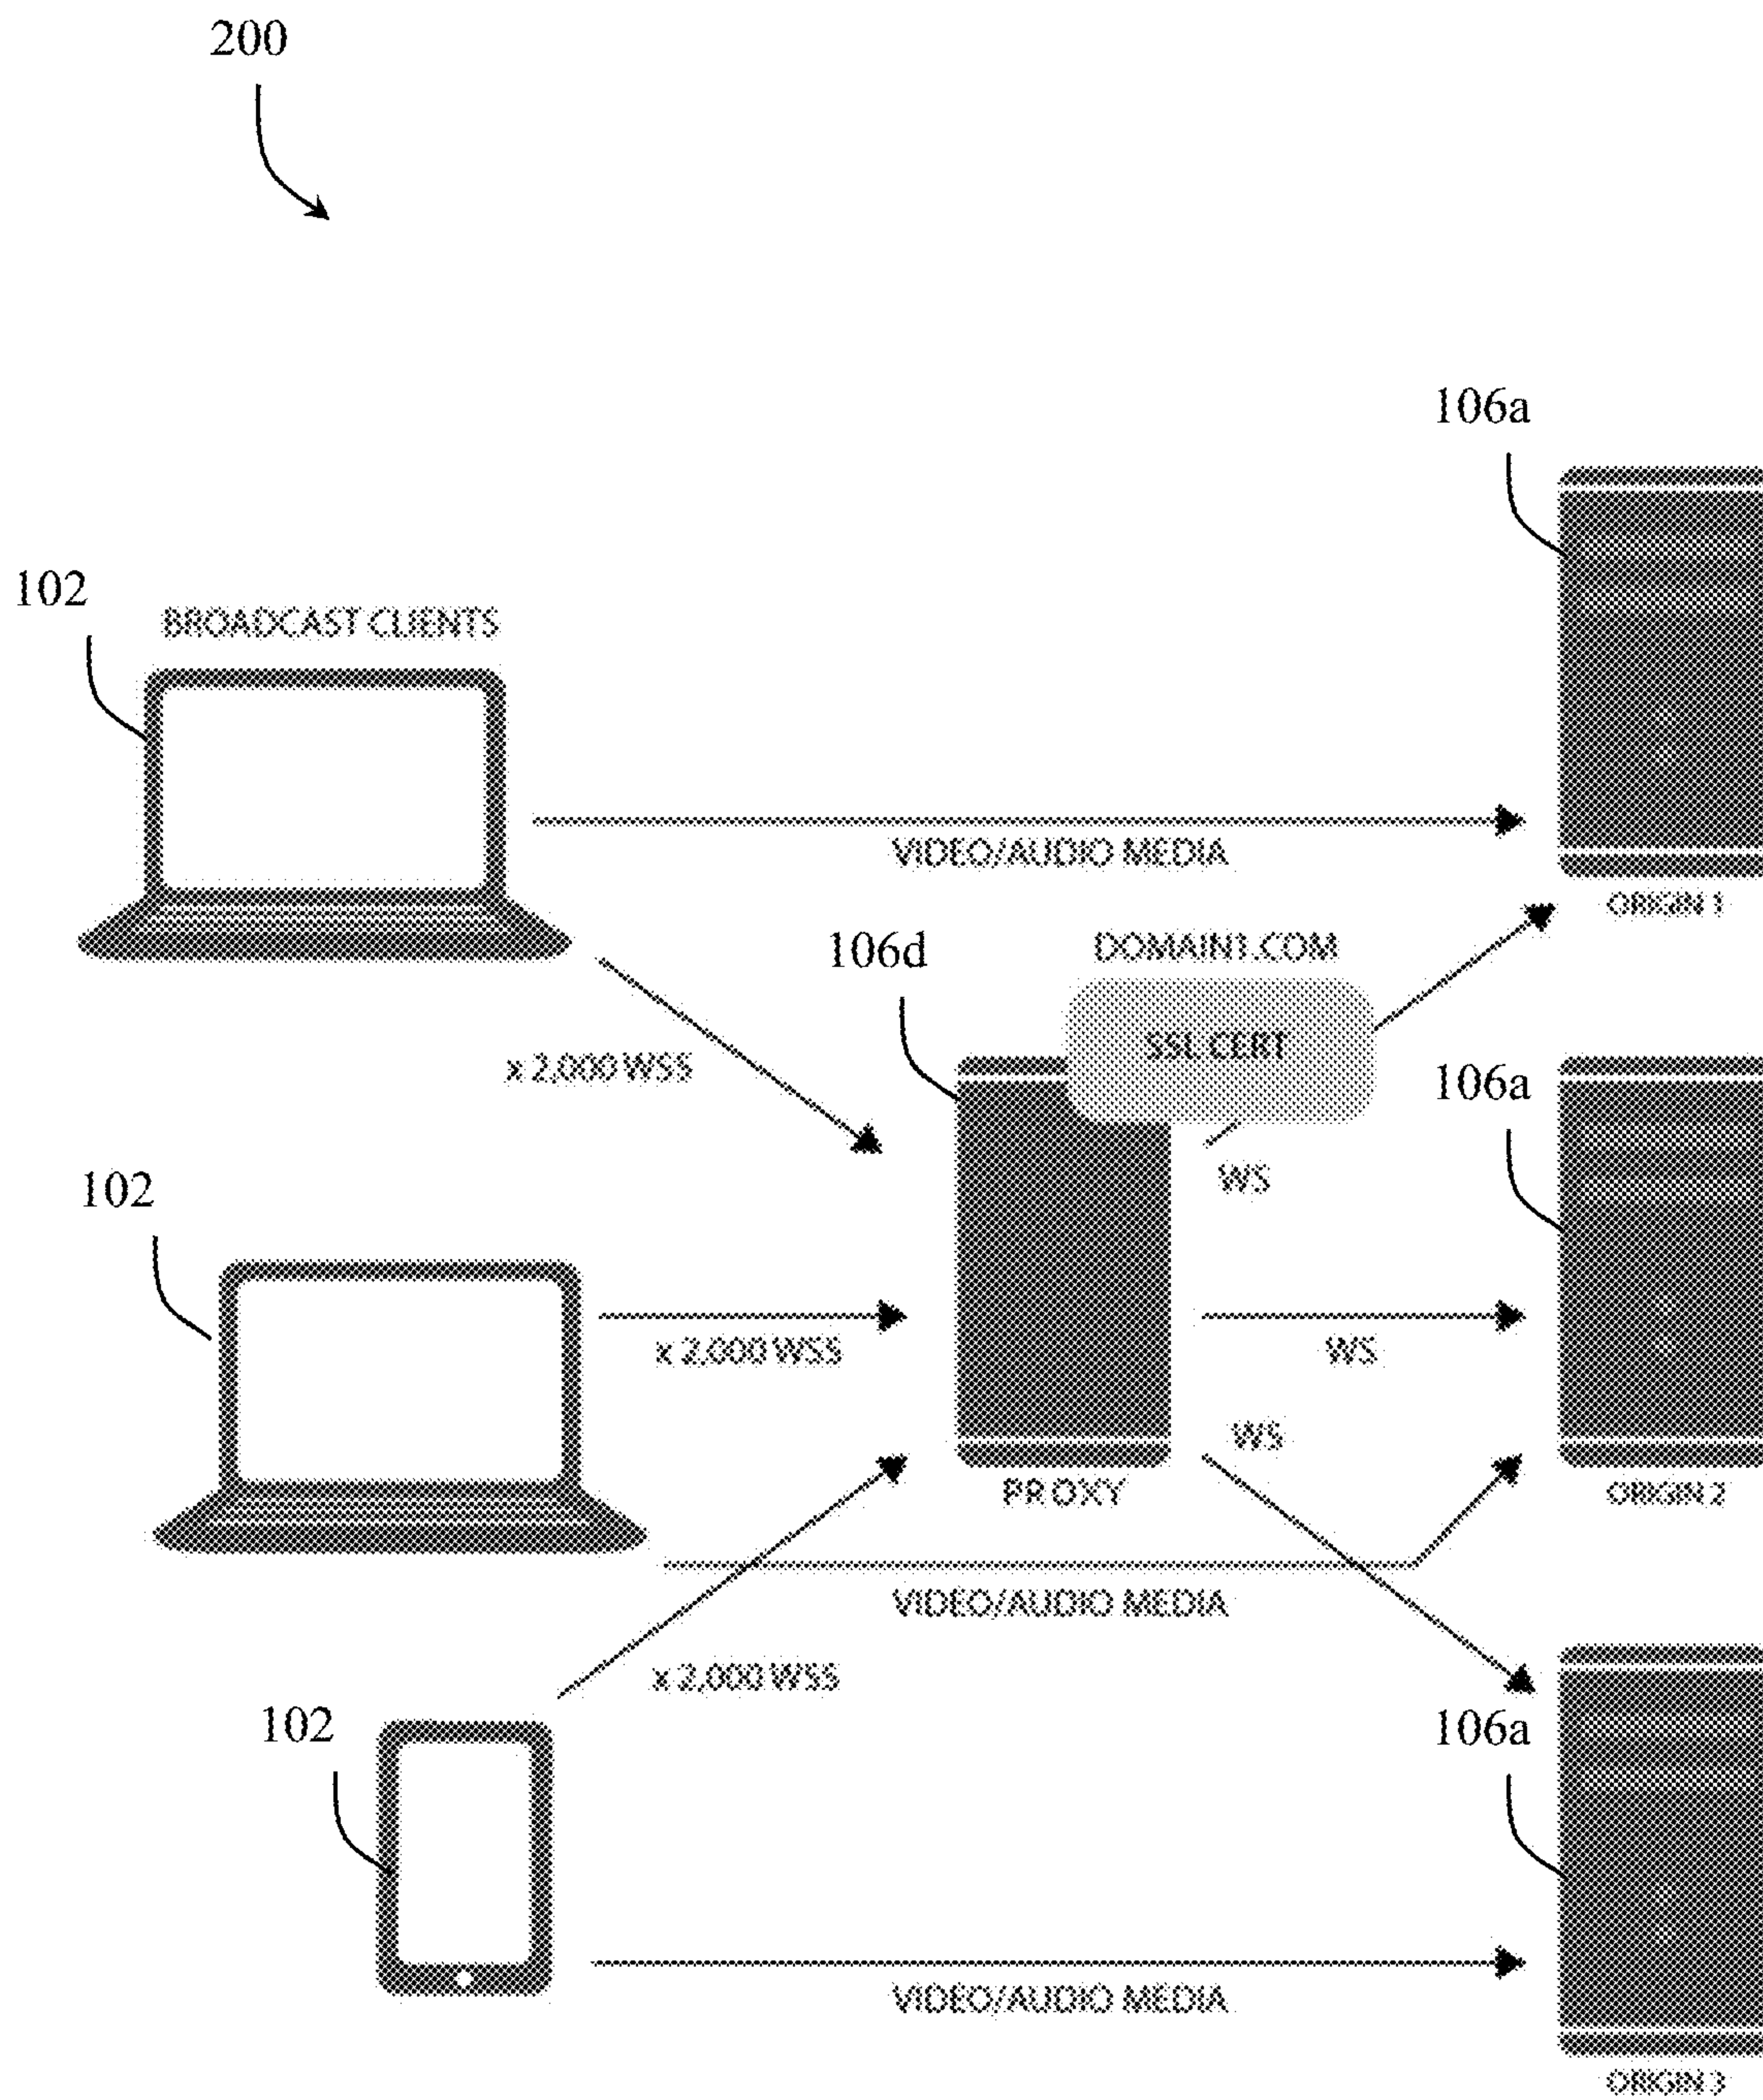 200
106a
102
BROADCAST CLIENTS
VIDEO/AUDIO MEDIA
ORIGIN 1
106d
DOMAIN1.COM
SSL CERT
x 2,000 WSS
106a
WS
102
x 2,000 WSS
WS
WS
PROXY
ORIGIN 2
VIDEO/AUDIO MEDIA
x 2,000 WSS
102
106a
VIDEO/AUDIO MEDIA
ORIGIN 3